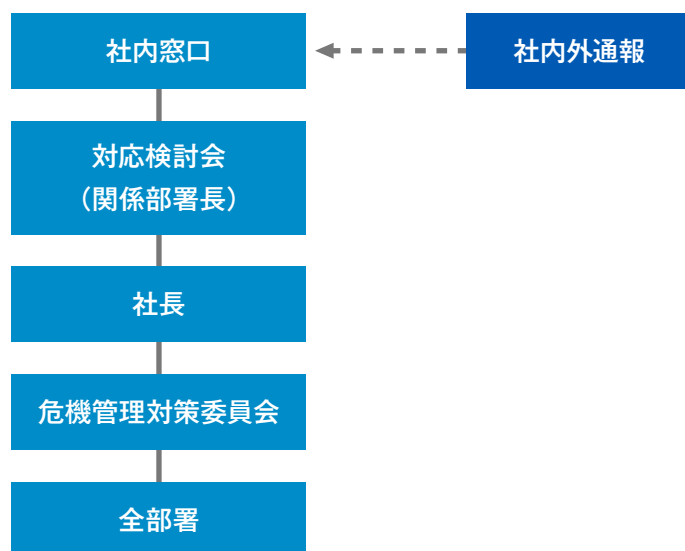 社内窓口
社内外通報
対応検討会
（関係部署長）
社長
危機管理対策委員会
全部署